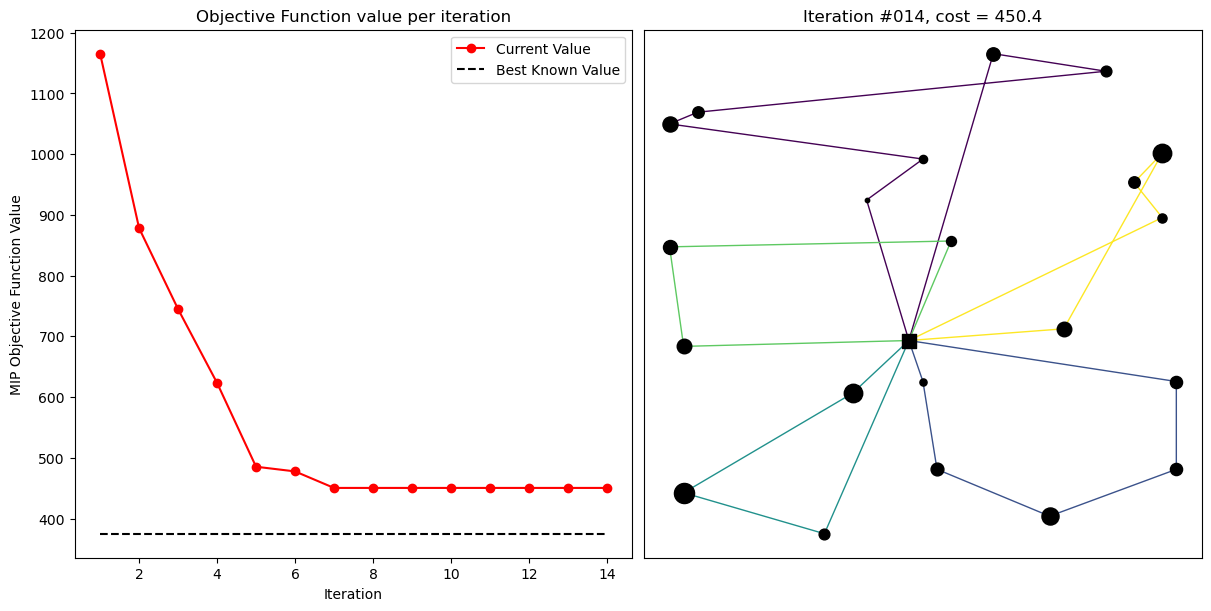 Objective Function value per iteration
1200
1100
1000
900
800
700
600
500
400
MIP Objective Function Value
2 4 6 8 10 12 14
Iteration
Current Value
Best Known Value
Iteration #014, cost = 450.4